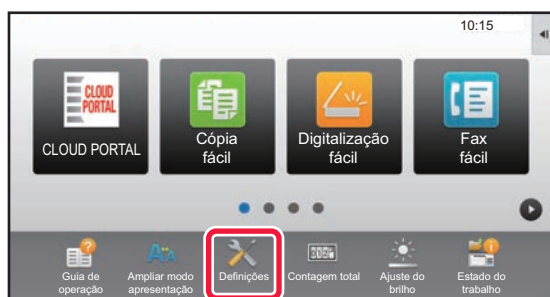 10:15
CLOUD
PORTAL
CLOUD PORTAL
Cópia
fácil
Digitalização
fácil
Fax
fácil
Guia de
operação
Ampliar modo
apresentação
Definições
Contagem total
Ajuste do
brilho
Estado do
trabalho